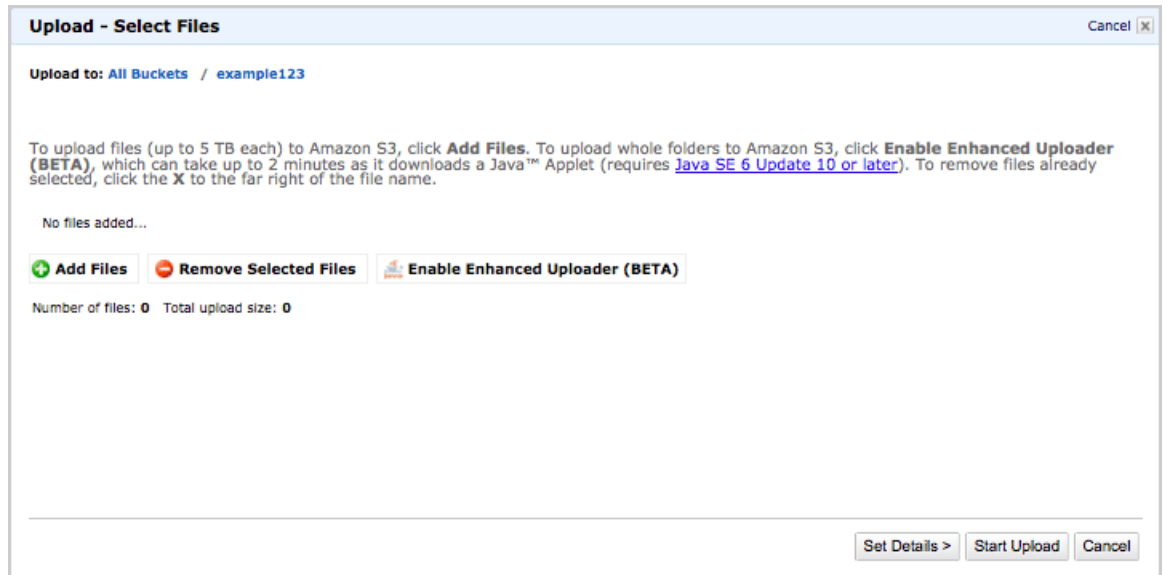 Upload - Select Files
Cancel
Upload to: All Buckets / example123
To upload files (up to 5 TB each) to Amazon S3, click Add Files. To upload whole folders to Amazon S3, click Enable Enhanced Uploader
(BETA), which can take up to 2 minutes as it downloads a Java™ Applet (requires Java SE 6 Update 10 or later). To remove files already
selected, click the X to the far right of the file name.
No files added...
Add Files Remove Selected Files Enable Enhanced Uploader (BETA)
Number of files: 0 Total upload size: 0
Set Details > Start Upload Cancel